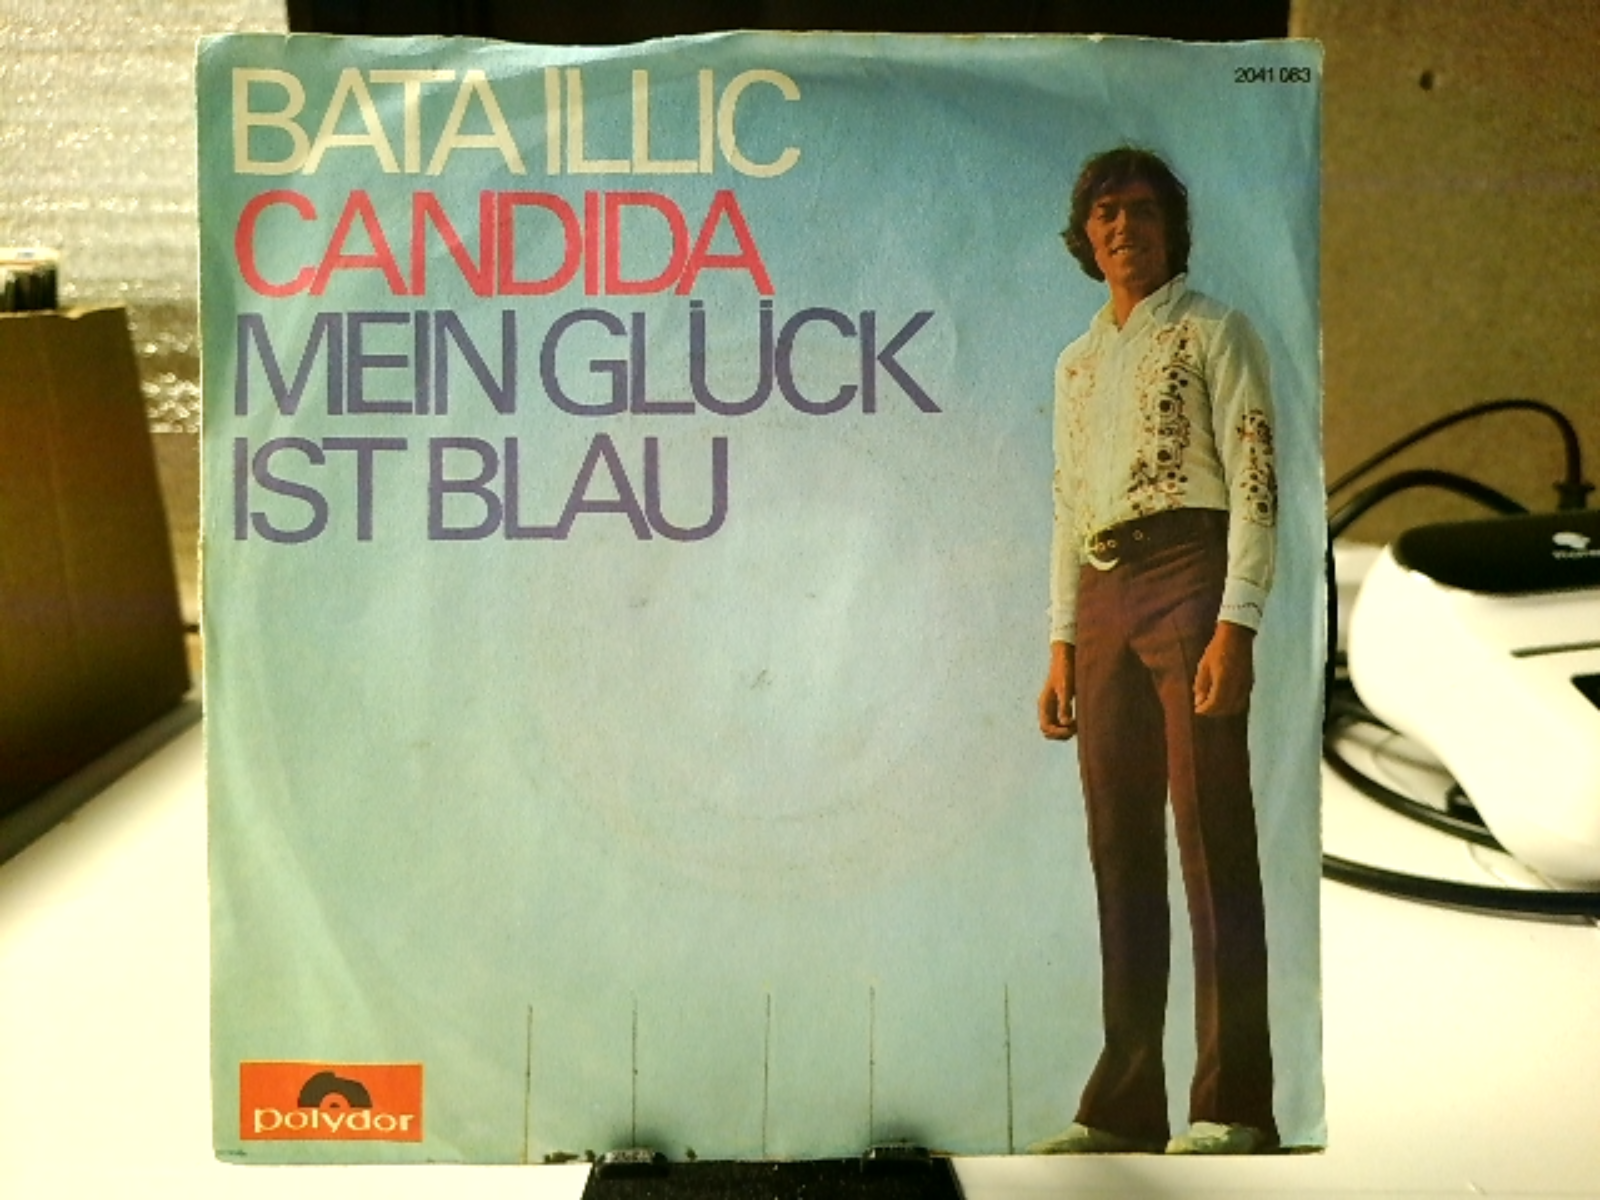 BATA ILLIC
2041 063
CANDIDA
MEIN GLÜCK
IST BLAU
polydor